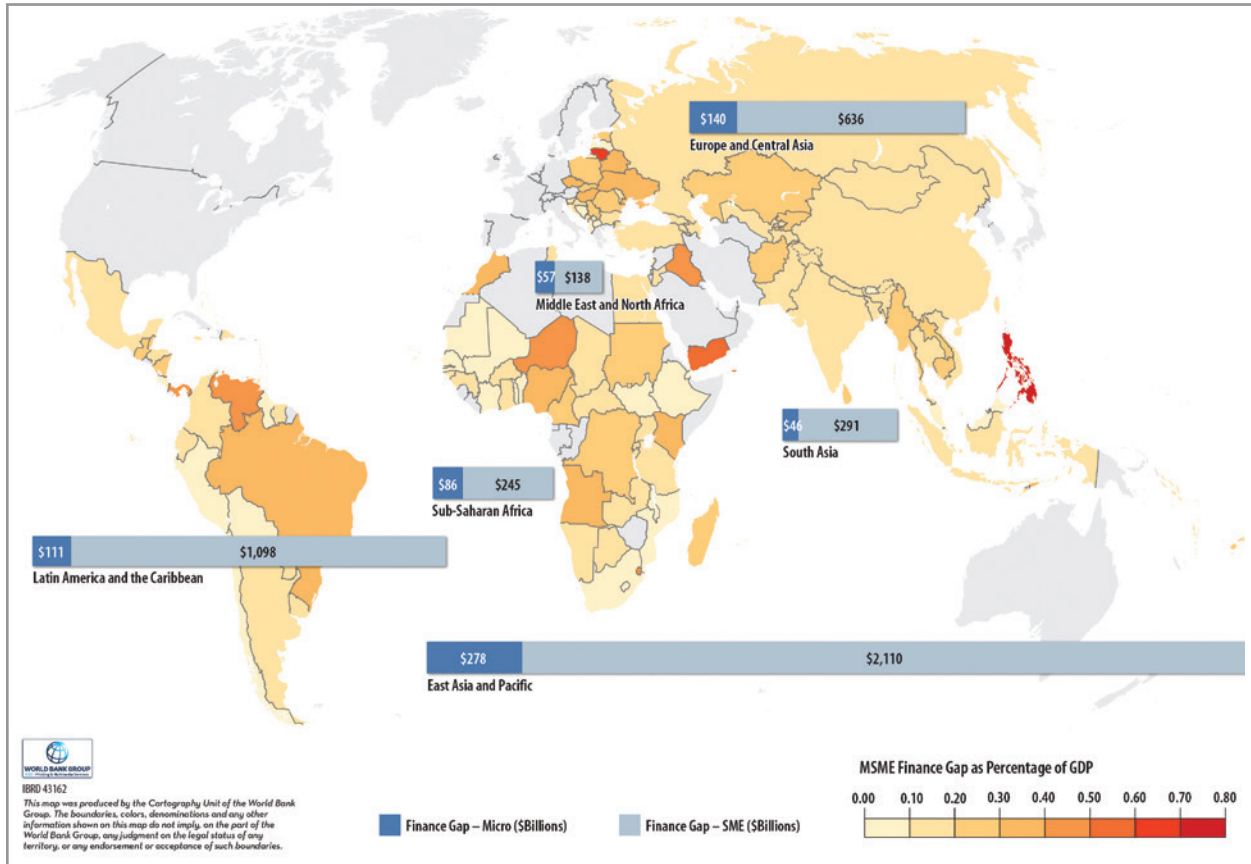 $140 $636
Europe and Central Asia
$57 $138
Middle East and North Africa
$46 $291
South Asia
$86 $245
Sub-Saharan Africa
$111 $1,098
Latin America and the Caribbean
$278 $2,110
East Asia and Pacific
WORLD BANK GROUP
IBRD 43162
This map was produced by the Cartography Unit of the World Bank
Group. The boundaries, colors, denominations and any other
information shown on this map do not imply, on the part of the
World Bank Group, any judgment on the legal status of any
territory, or any endorsement or acceptance of such boundaries.
Finance Gap – Micro ($Billions) Finance Gap – SME ($Billions)
MSME Finance Gap as Percentage of GDP
0.00 0.10 0.20 0.30 0.40 0.50 0.60 0.70 0.80